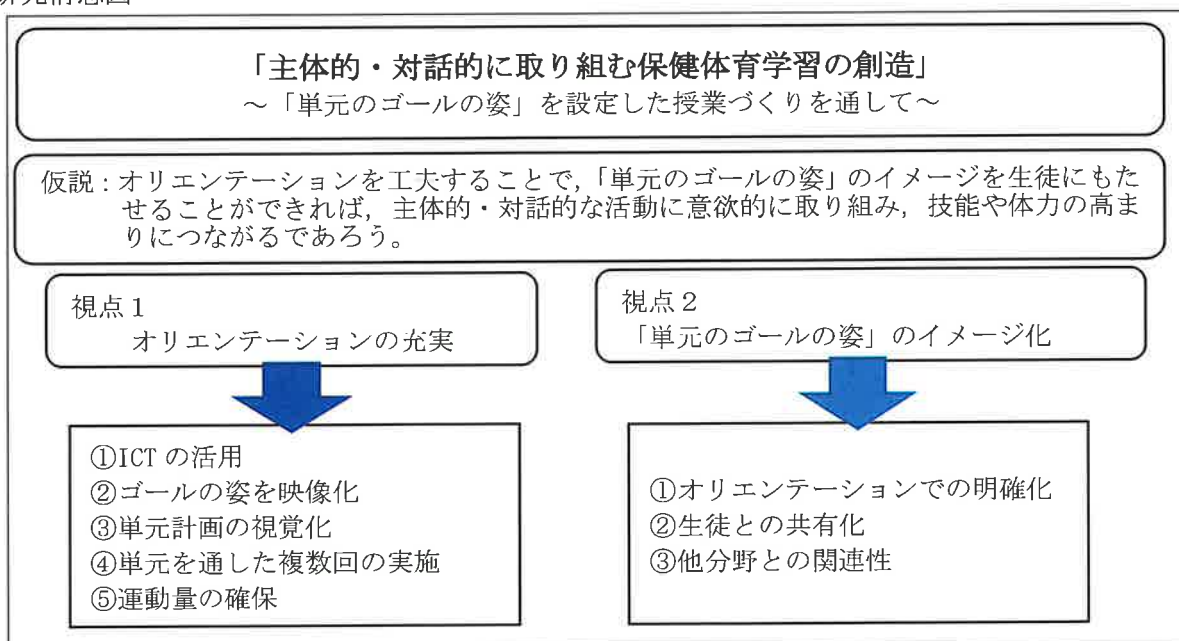 「主体的・対話的に取り組む保健体育学習の創造」
～「単元のゴールの姿」を設定した授業づくりを通して～
仮説：オリエンテーションを工夫することで，「単元のゴールの姿」のイメージを生徒にもた
せることができれば，主体的・対話的な活動に意欲的に取り組み，技能や体力の高ま
りにつながるであろう。
視点１
オリエンテーションの充実
視点２
「単元のゴールの姿」のイメージ化
①ICT の活用
②ゴールの姿を映像化
③単元計画の視覚化
④単元を通した複数回の実施
⑤運動量の確保
①オリエンテーションでの明確化
②生徒との共有化
③他分野との関連性